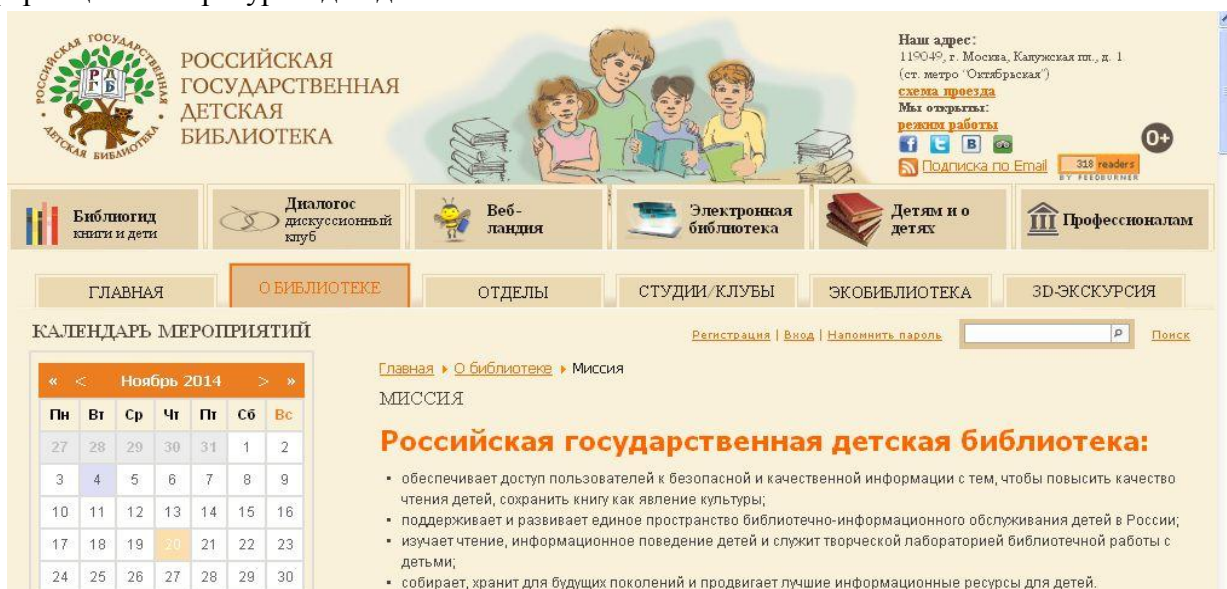 РОССИЙСКАЯ ГОСУДАРСТВЕННАЯ ДЕТСКАЯ БИБЛИОТЕКА
РГДБ
РОССИЙСКАЯ
ГОСУДАРСТВЕННАЯ
ДЕТСКАЯ
БИБЛИОТЕКА
Наш адрес:
119049, г. Москва, Калужская пл., д. 1
(ст. метро "Октябрьская")
схема проезда
Мы открыты:
режим работы
0+
Подписка по Email
318 readers
BY FEEDBURNER
Библиогид
книги и дети
Диалогос
дискуссионный
клуб
Веб-
ландия
Электронная
библиотека
Детям и о
детях
Профессионалам
ГЛАВНАЯ О БИБЛИОТЕКЕ ОТДЕЛЫ СТУДИИ/КЛУБЫ ЭКОБИБЛИОТЕКА 3D-ЭКСКУРСИЯ
КАЛЕНДАРЬ МЕРОПРИЯТИЙ
Регистрация | Вход | Напомнить пароль Поиск
« < Ноябрь 2014 > »
Пн Вт Ср Чт Пт Сб Вс
27 28 29 30 31 1 2
3 4 5 6 7 8 9
10 11 12 13 14 15 16
17 18 19 20 21 22 23
24 25 26 27 28 29 30
Главная ▸ О библиотеке ▸ Миссия
МИССИЯ
Российская государственная детская библиотека:
▪ обеспечивает доступ пользователей к безопасной и качественной информации с тем, чтобы повысить качество
чтения детей, сохранить книгу как явление культуры;
▪ поддерживает и развивает единое пространство библиотечно-информационного обслуживания детей в России;
▪ изучает чтение, информационное поведение детей и служит творческой лабораторией библиотечной работы с
детьми;
▪ собирает, хранит для будущих поколений и продвигает лучшие информационные ресурсы для детей.